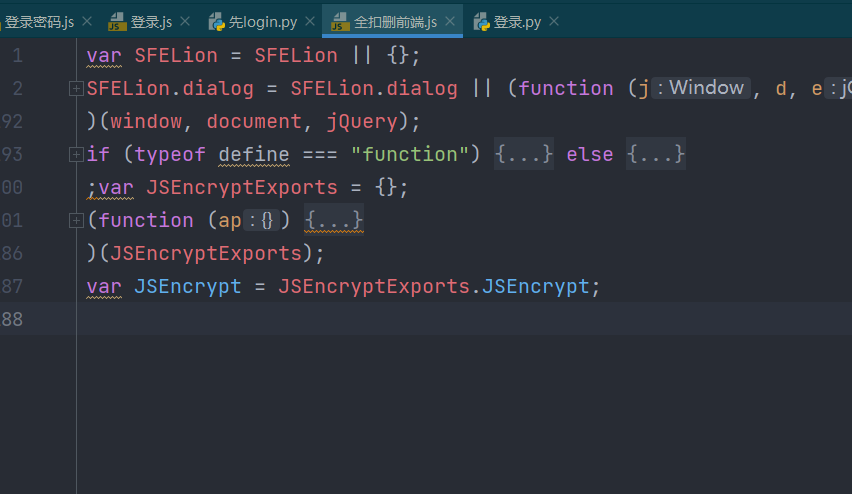 登录密码.js 登录.js 先login.py 全扣删前端.js 登录.py
1 var SFELion = SFELion || {};
2 SFELion.dialog = SFELion.dialog || (function (j : Window , d, e : j
92 )(window, document, jQuery);
93 if (typeof define === "function") {...} else {...}
00 ;var JSEncryptExports = {};
01 (function (ap : {} ) {...}
86 )(JSEncryptExports);
87 var JSEncrypt = JSEncryptExports.JSEncrypt;
88